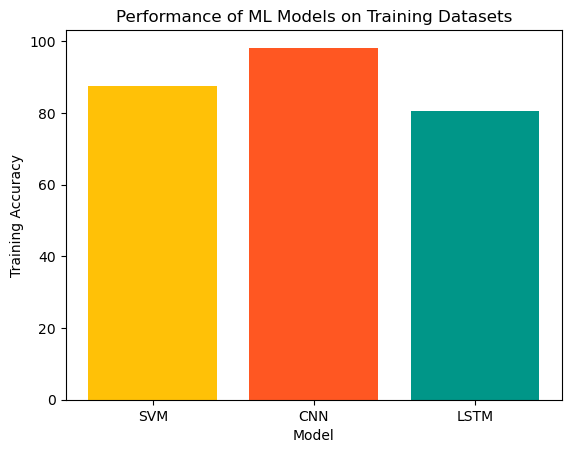 Performance of ML Models on Training Datasets
Training Accuracy
100
80
60
40
20
0
SVM CNN LSTM
Model